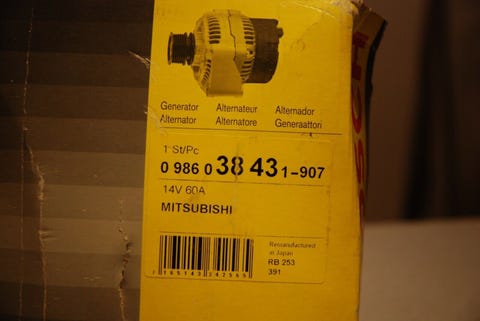 Generator Alternateur Alternador
Alternator Alternatore Generaattori
1 St/Pc
0 986 0 38 43 1-907
14V 60A
MITSUBISHI
Remanufactured
in Japan
RB 253
391